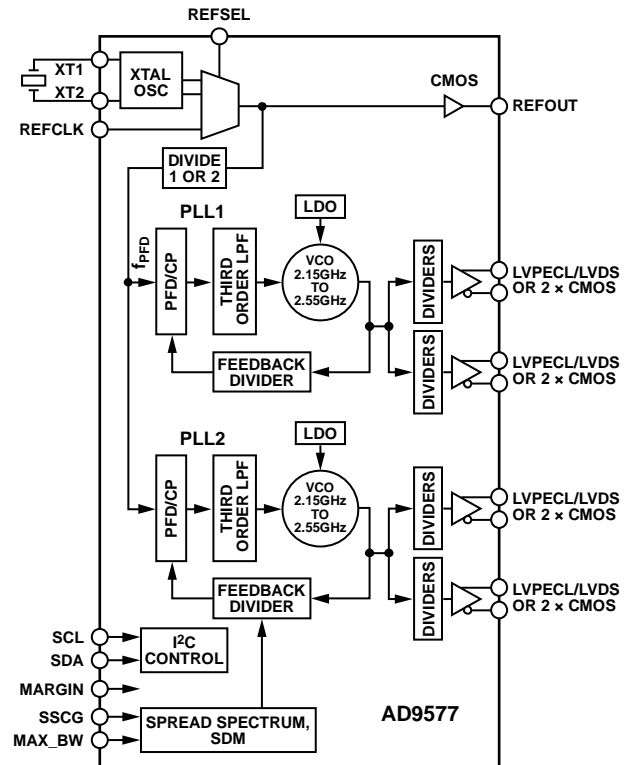 REFSEL
XT1
XT2
XTAL
OSC
REFCLK
CMOS
REFOUT
DIVIDE
1 OR 2
PLL1
LDO
fPFD
PFD/CP
THIRD
ORDER LPF
VCO
2.15GHz
TO
2.55GHz
DIVIDERS
LVPECL/LVDS
OR 2 × CMOS
FEEDBACK
DIVIDER
DIVIDERS
LVPECL/LVDS
OR 2 × CMOS
PLL2
LDO
PFD/CP
THIRD
ORDER LPF
VCO
2.15GHz
TO
2.55GHz
DIVIDERS
LVPECL/LVDS
OR 2 × CMOS
FEEDBACK
DIVIDER
DIVIDERS
LVPECL/LVDS
OR 2 × CMOS
SCL
SDA
I2C
CONTROL
MARGIN
SSCG
MAX_BW
SPREAD SPECTRUM,
SDM
AD9577